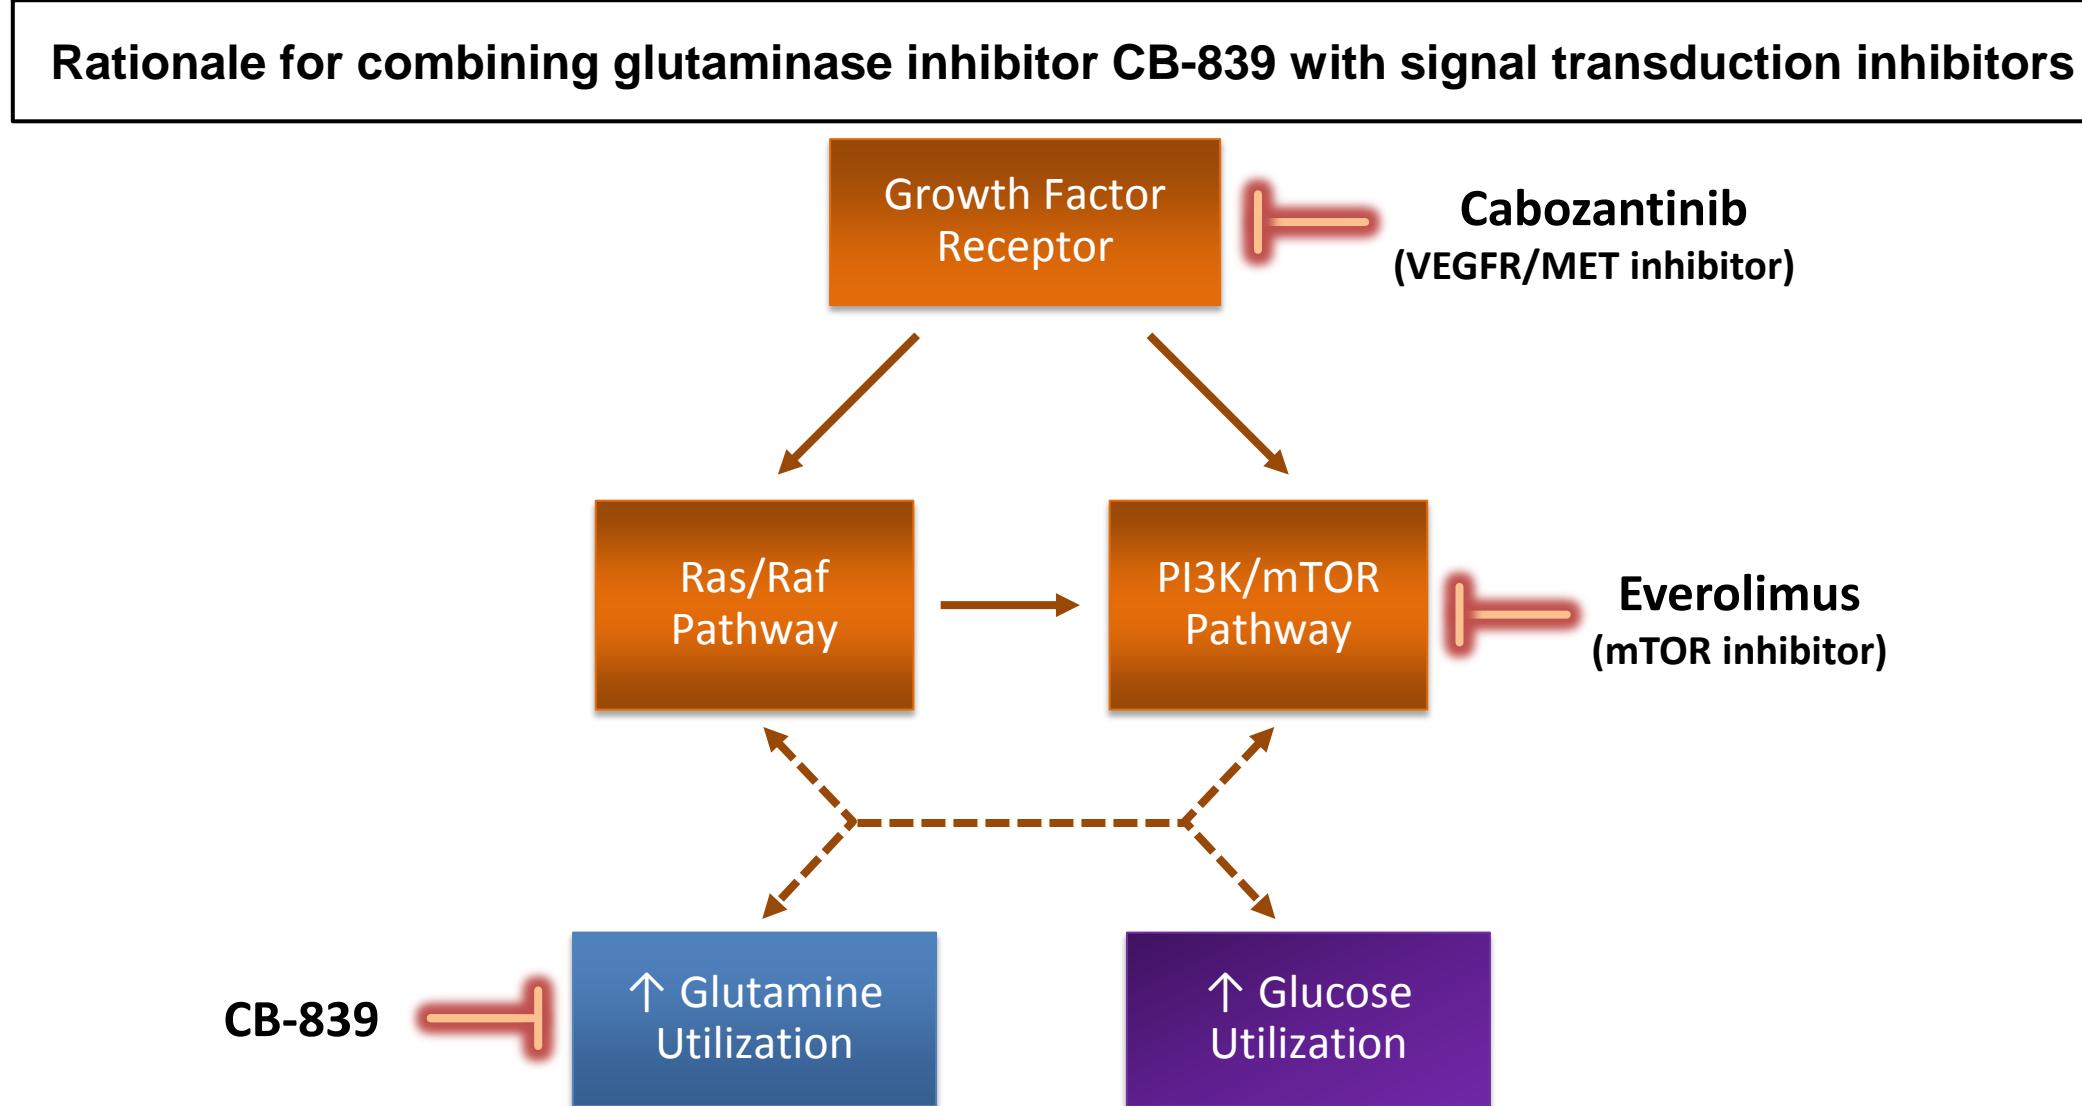 Rationale for combining glutaminase inhibitor CB-839 with signal transduction inhibitors
Growth Factor
Receptor
Cabozantinib
(VEGFR/MET inhibitor)
Ras/Raf
Pathway
PI3K/mTOR
Pathway
Everolimus
(mTOR inhibitor)
CB-839
↑ Glutamine
Utilization
↑ Glucose
Utilization